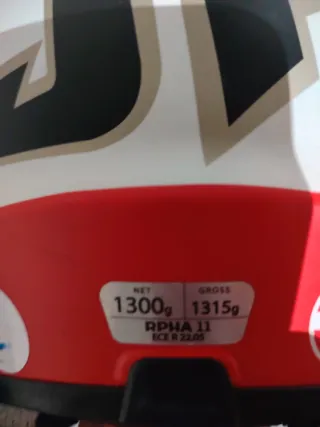 NET GROSS
1300g 1315g
RPHA 11
ECE R 22.05